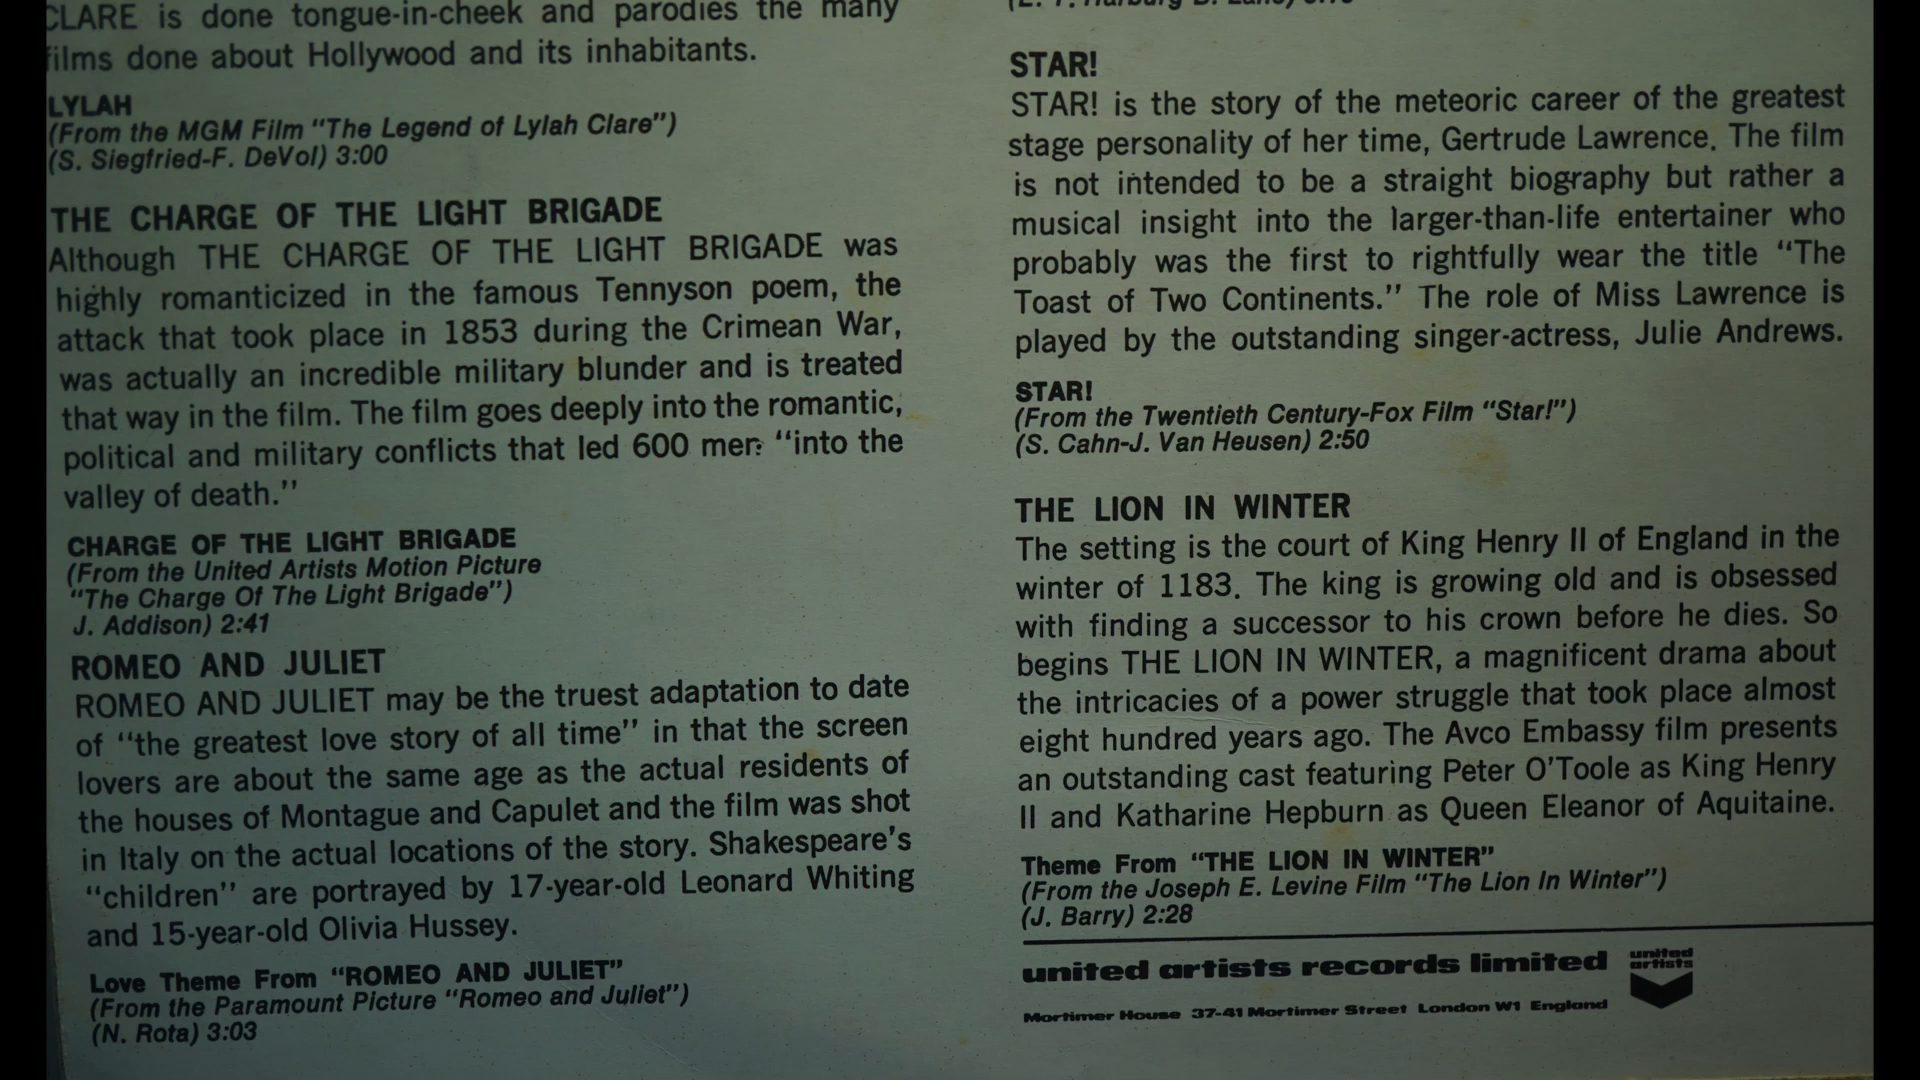 CLARE is done tongue-in-cheek and parodies the many
films done about Hollywood and its inhabitants.
LYLAH
(From the MGM Film “The Legend of Lylah Clare”)
(S. Siegfried-F. DeVol) 3:00
THE CHARGE OF THE LIGHT BRIGADE
Although THE CHARGE OF THE LIGHT BRIGADE was
highly romanticized in the famous Tennyson poem, the
attack that took place in 1853 during the Crimean War,
was actually an incredible military blunder and is treated
that way in the film. The film goes deeply into the romantic,
political and military conflicts that led 600 men “into the
valley of death.”
CHARGE OF THE LIGHT BRIGADE
(From the United Artists Motion Picture
“The Charge Of The Light Brigade”)
J. Addison) 2:41
ROMEO AND JULIET
ROMEO AND JULIET may be the truest adaptation to date
of “the greatest love story of all time” in that the screen
lovers are about the same age as the actual residents of
the houses of Montague and Capulet and the film was shot
in Italy on the actual locations of the story. Shakespeare’s
“children” are portrayed by 17-year-old Leonard Whiting
and 15-year-old Olivia Hussey.
Love Theme From “ROMEO AND JULIET”
(From the Paramount Picture “Romeo and Juliet”)
(N. Rota) 3:03
STAR!
STAR! is the story of the meteoric career of the greatest
stage personality of her time, Gertrude Lawrence. The film
is not intended to be a straight biography but rather a
musical insight into the larger-than-life entertainer who
probably was the first to rightfully wear the title “The
Toast of Two Continents.” The role of Miss Lawrence is
played by the outstanding singer-actress, Julie Andrews.
STAR!
(From the Twentieth Century-Fox Film “Star!”)
(S. Cahn-J. Van Heusen) 2:50
THE LION IN WINTER
The setting is the court of King Henry II of England in the
winter of 1183. The king is growing old and is obsessed
with finding a successor to his crown before he dies. So
begins THE LION IN WINTER, a magnificent drama about
the intricacies of a power struggle that took place almost
eight hundred years ago. The Avco Embassy film presents
an outstanding cast featuring Peter O’Toole as King Henry
II and Katharine Hepburn as Queen Eleanor of Aquitaine.
Theme From “THE LION IN WINTER”
(From the Joseph E. Levine Film “The Lion In Winter”)
(J. Barry) 2:28
united artists records limited
Mortimer House 37-41 Mortimer Street London W1 England
united
artists